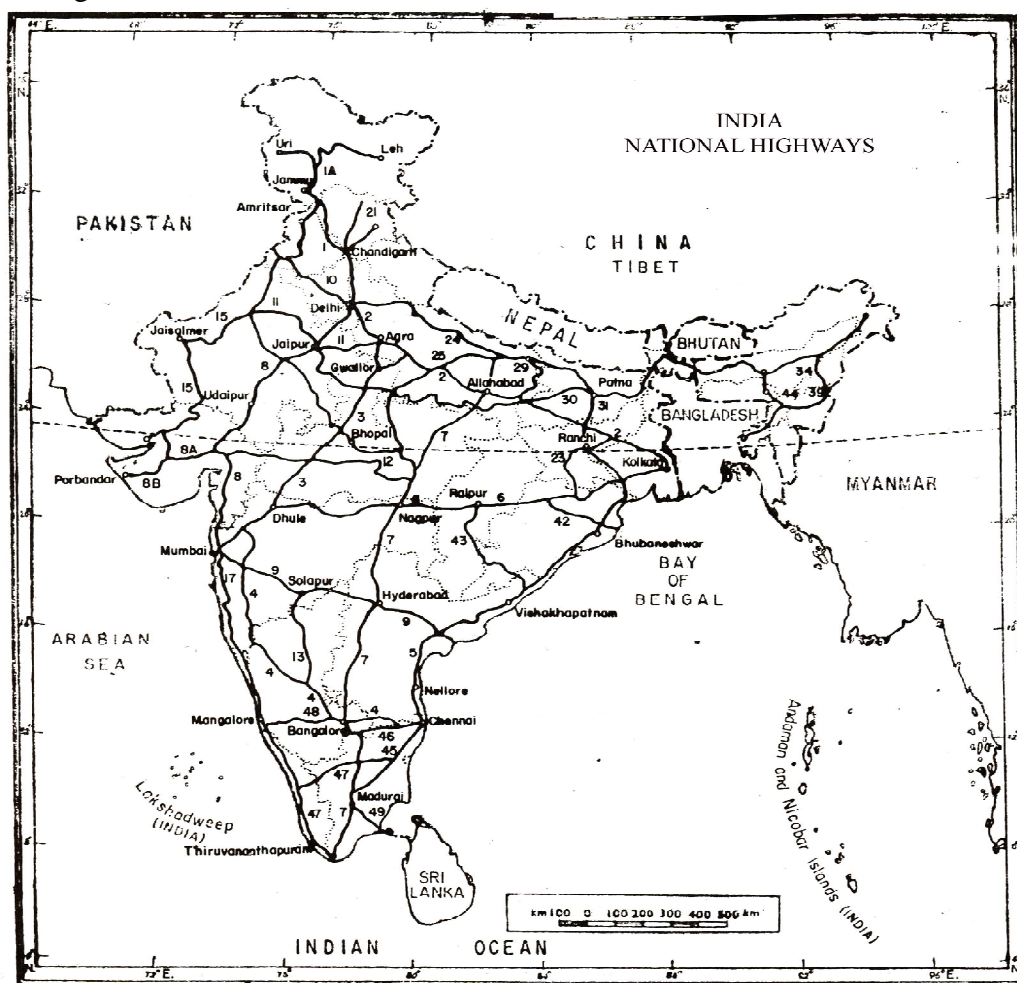 INDIA
NATIONAL HIGHWAYS
Uri
Leh
1A
Jammu
Amritsar
21
PAKISTAN
CHINA
TIBET
1
Chandigarh
10
11
Delhi
2
15
Jaisalmer
NEPAL
24
BHUTAN
Jaipur
11
Agra
8
Gwalior
25
29
34
2
Allahabad
Patna
44
39
15
Udaipur
30
31
BANGLADESH
3
7
Ranchi
2
Bhopal
8A
12
23
Kolkata
Porbandar
8B
8
3
Raipur
6
MYANMAR
Dhule
Nagpur
42
7
43
Bhubaneshwar
Mumbai
BAY
OF
BENGAL
17
9
4
Solapur
Hyderabad
Vishakhapatnam
9
ARABIAN
SEA
5
13
7
4
Nellore
4
48
4
Mangalore
Bangalore
Chennai
46
45
47
Lakshadweep
(INDIA)
Madurai
47
7
49
Thiruvananthapuram
Andaman and Nicobar Islands (INDIA)
SRI
LANKA
km 100 0 100 200 300 400 500 km
INDIAN OCEAN